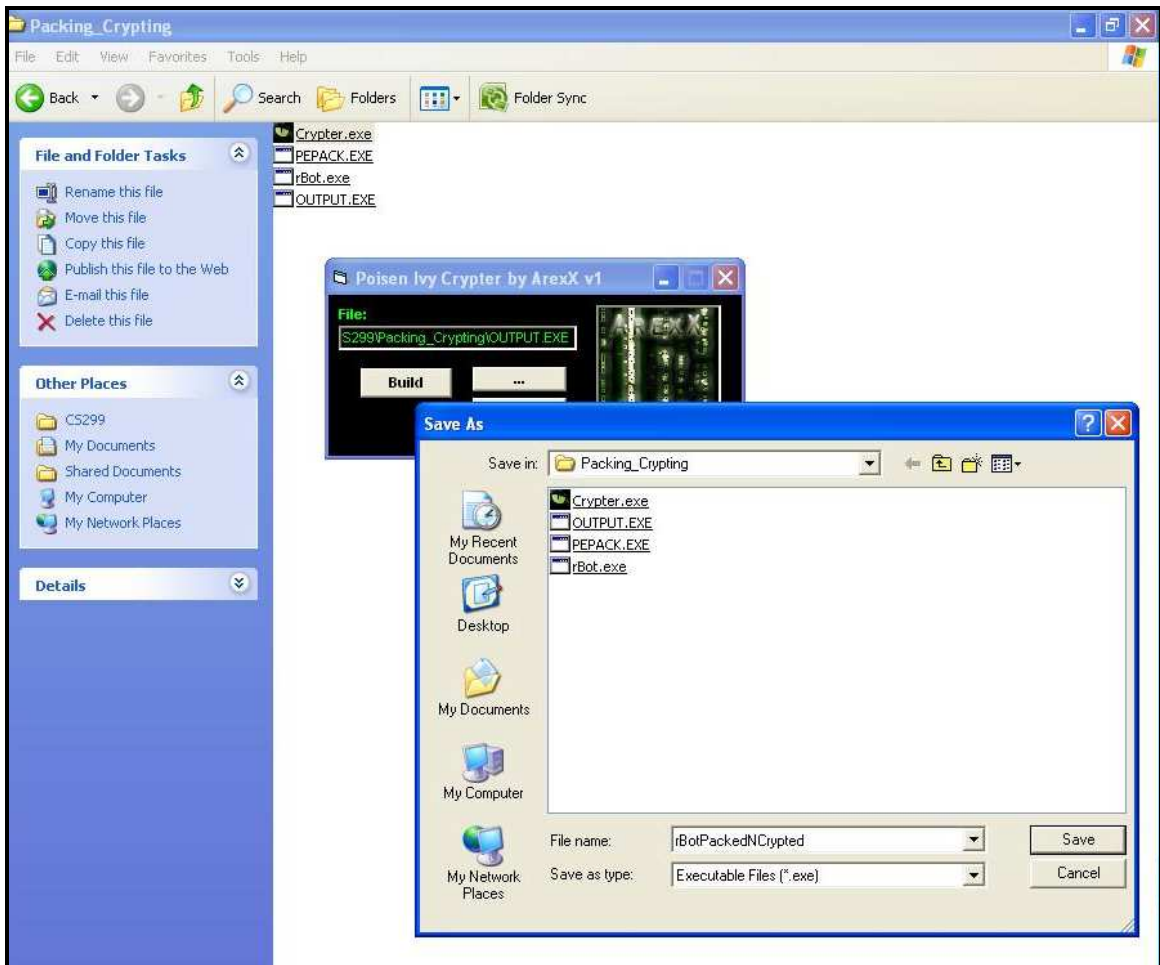 Packing_Crypting
File Edit View Favorites Tools Help
Back Search Folders Folder Sync
File and Folder Tasks
Rename this file
Move this file
Copy this file
Publish this file to the Web
E-mail this file
Delete this file
Other Places
CS299
My Documents
Shared Documents
My Computer
My Network Places
Details
Crypter.exe
PEPACK.EXE
rBot.exe
OUTPUT.EXE
Poisen Ivy Crypter by ArexX v1
File:
S299\Packing_Crypting\OUTPUT.EXE
Build ...
AREXX
Save As
Save in: Packing_Crypting
My Recent Documents
Desktop
My Documents
My Computer
My Network Places
Crypter.exe
OUTPUT.EXE
PEPACK.EXE
rBot.exe
File name: rBotPackedNCrypted Save
Save as type: Executable Files (*.exe) Cancel